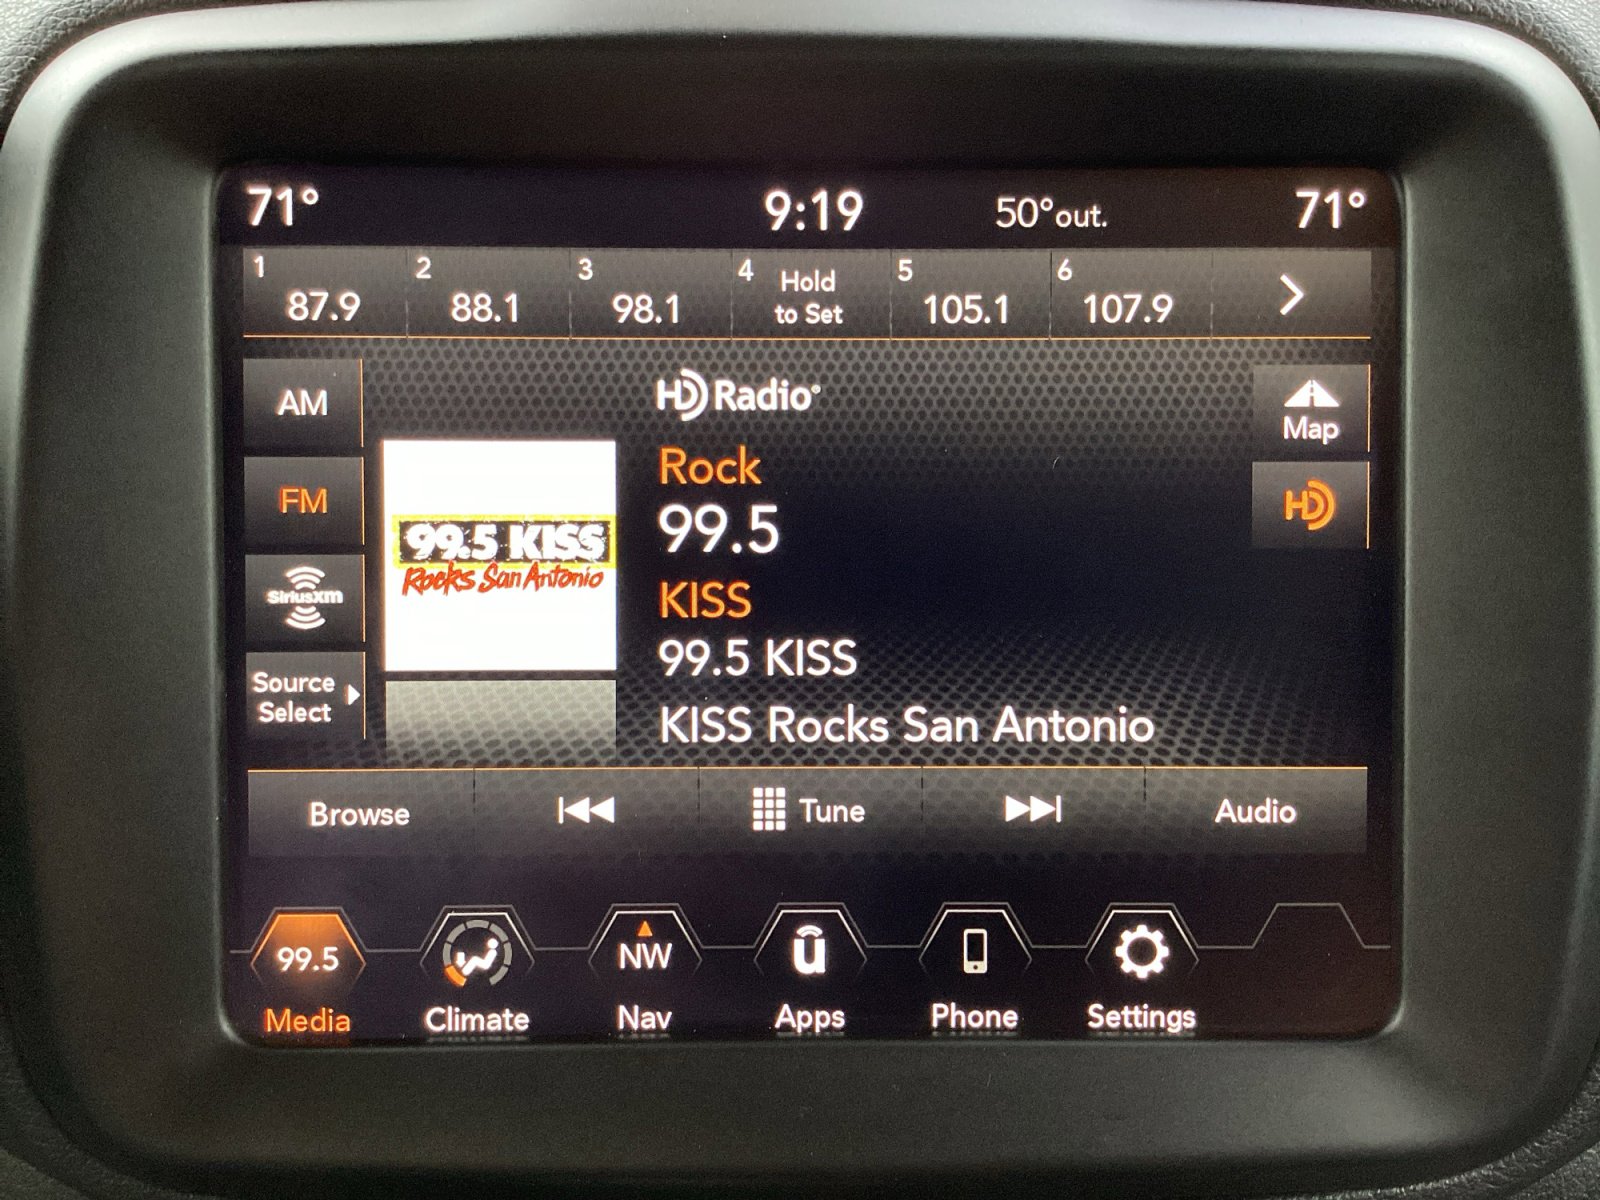 71° 9:19 50°out. 71°
1 2 3 4 Hold 5 6
87.9 88.1 98.1 to Set 105.1 107.9
AM
FM
SiriusXM
Source
Select
HD Radio®
Rock
99.5
KISS
99.5 KISS
KISS Rocks San Antonio
99.5 KISS
Rocks San Antonio
Map
HD
Browse Tune Audio
99.5 NW u
Media Climate Nav Apps Phone Settings